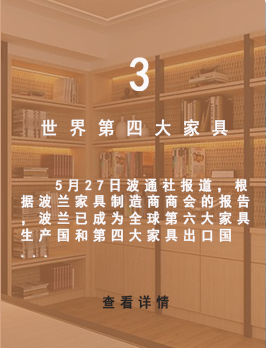 3
世界第四大家具
5月27日波通社报道，根
据波兰家具制造商商会的报告
，波兰已成为全球第六大家具
生产国和第四大家具出口国
...
查看详情